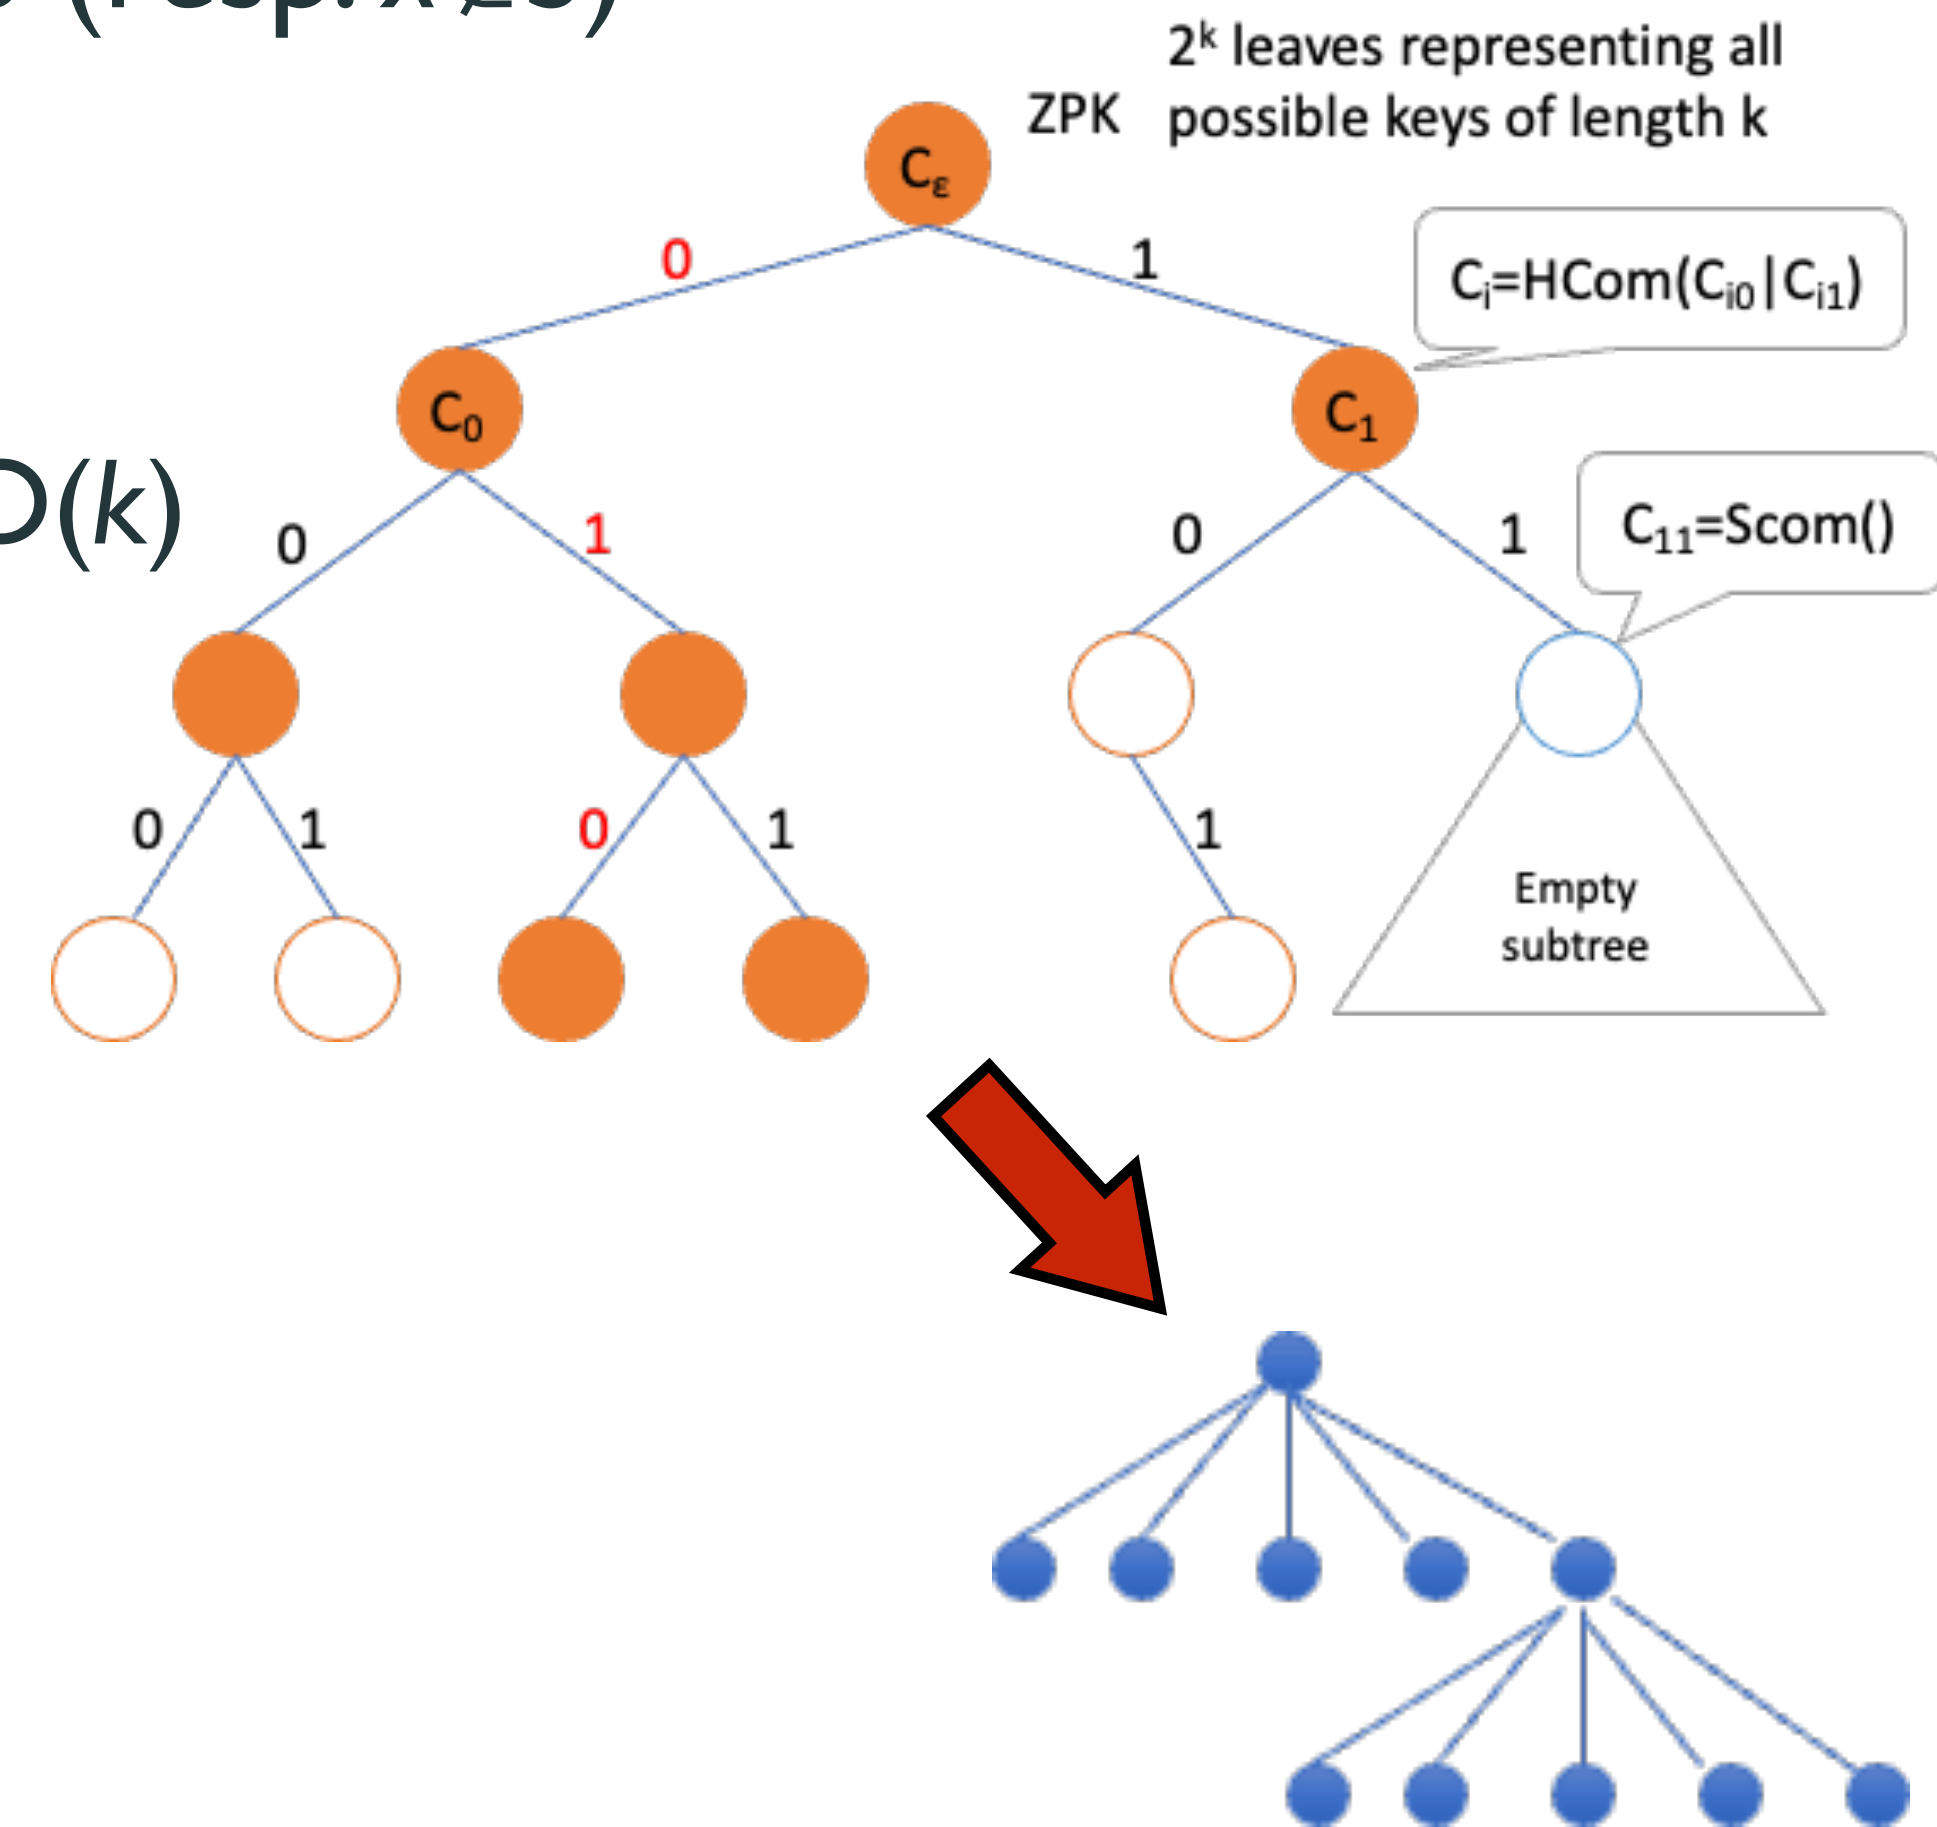 (resp. x∉S)
2ᵏ leaves representing all
ZPK possible keys of length k
Cε
0 1
Cᵢ=HCom(Cᵢ₀|Cᵢ₁)
C₀ C₁
O(k)
0 1 0 1
C₁₁=Scom()
0 1 0 1 1
Empty
subtree